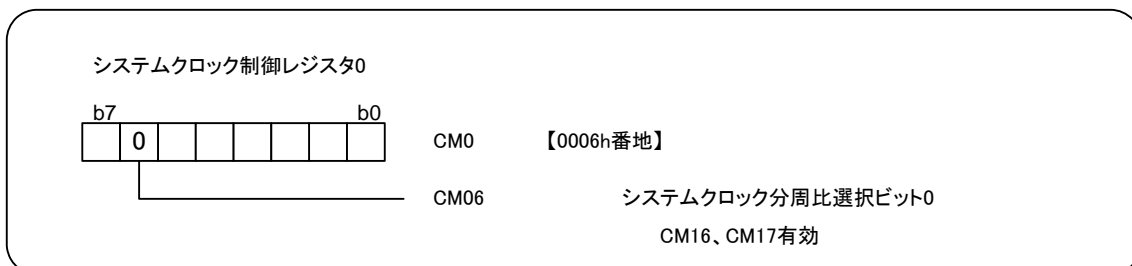 システムクロック制御レジスタ0
b7 b0
0 CM0 【0006h番地】
CM06 システムクロック分周比選択ビット0
CM16、CM17有効